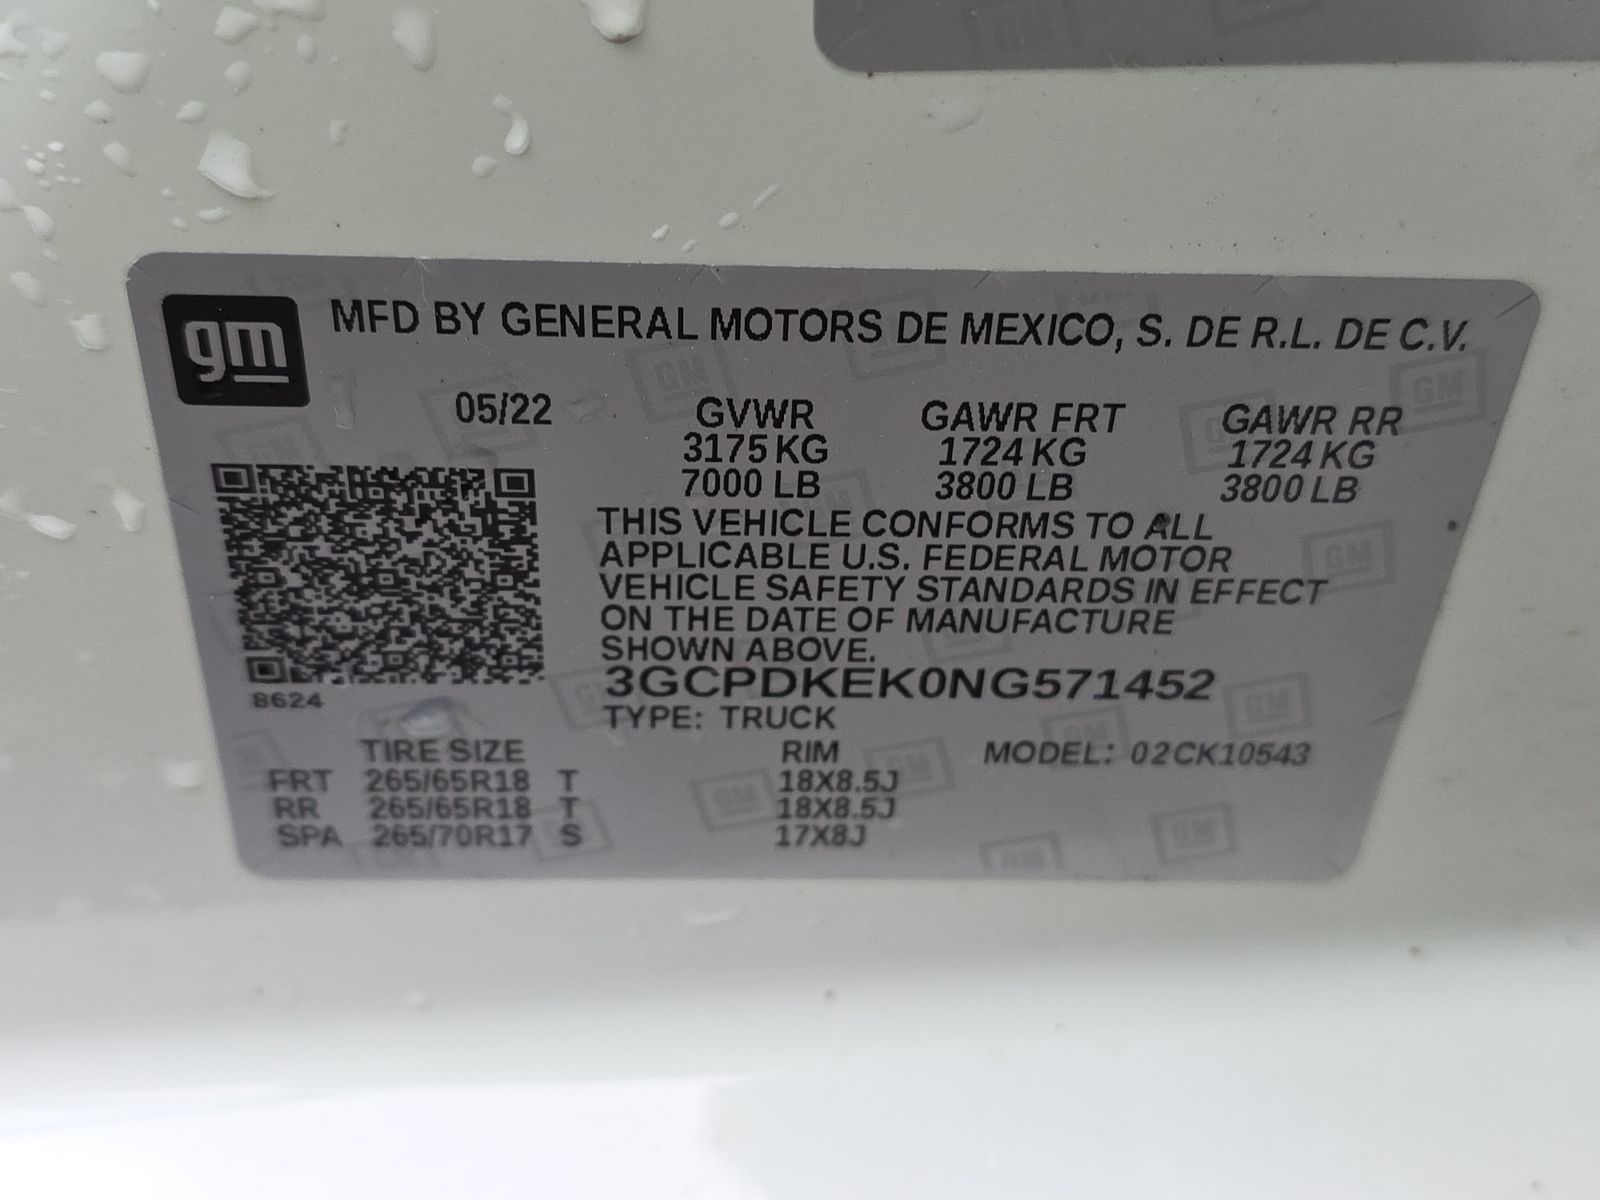 gm MFD BY GENERAL MOTORS DE MEXICO, S. DE R.L. DE C.V.
05/22 GVWR GAWR FRT GAWR RR
3175 KG 1724 KG 1724 KG
7000 LB 3800 LB 3800 LB
THIS VEHICLE CONFORMS TO ALL
APPLICABLE U.S. FEDERAL MOTOR
VEHICLE SAFETY STANDARDS IN EFFECT
ON THE DATE OF MANUFACTURE
SHOWN ABOVE.
3GCPDKEK0NG571452
8624
TYPE: TRUCK
TIRE SIZE RIM MODEL: 02CK10543
FRT 265/65R18 T 18X8.5J
RR 265/65R18 T 18X8.5J
SPA 265/70R17 S 17X8J